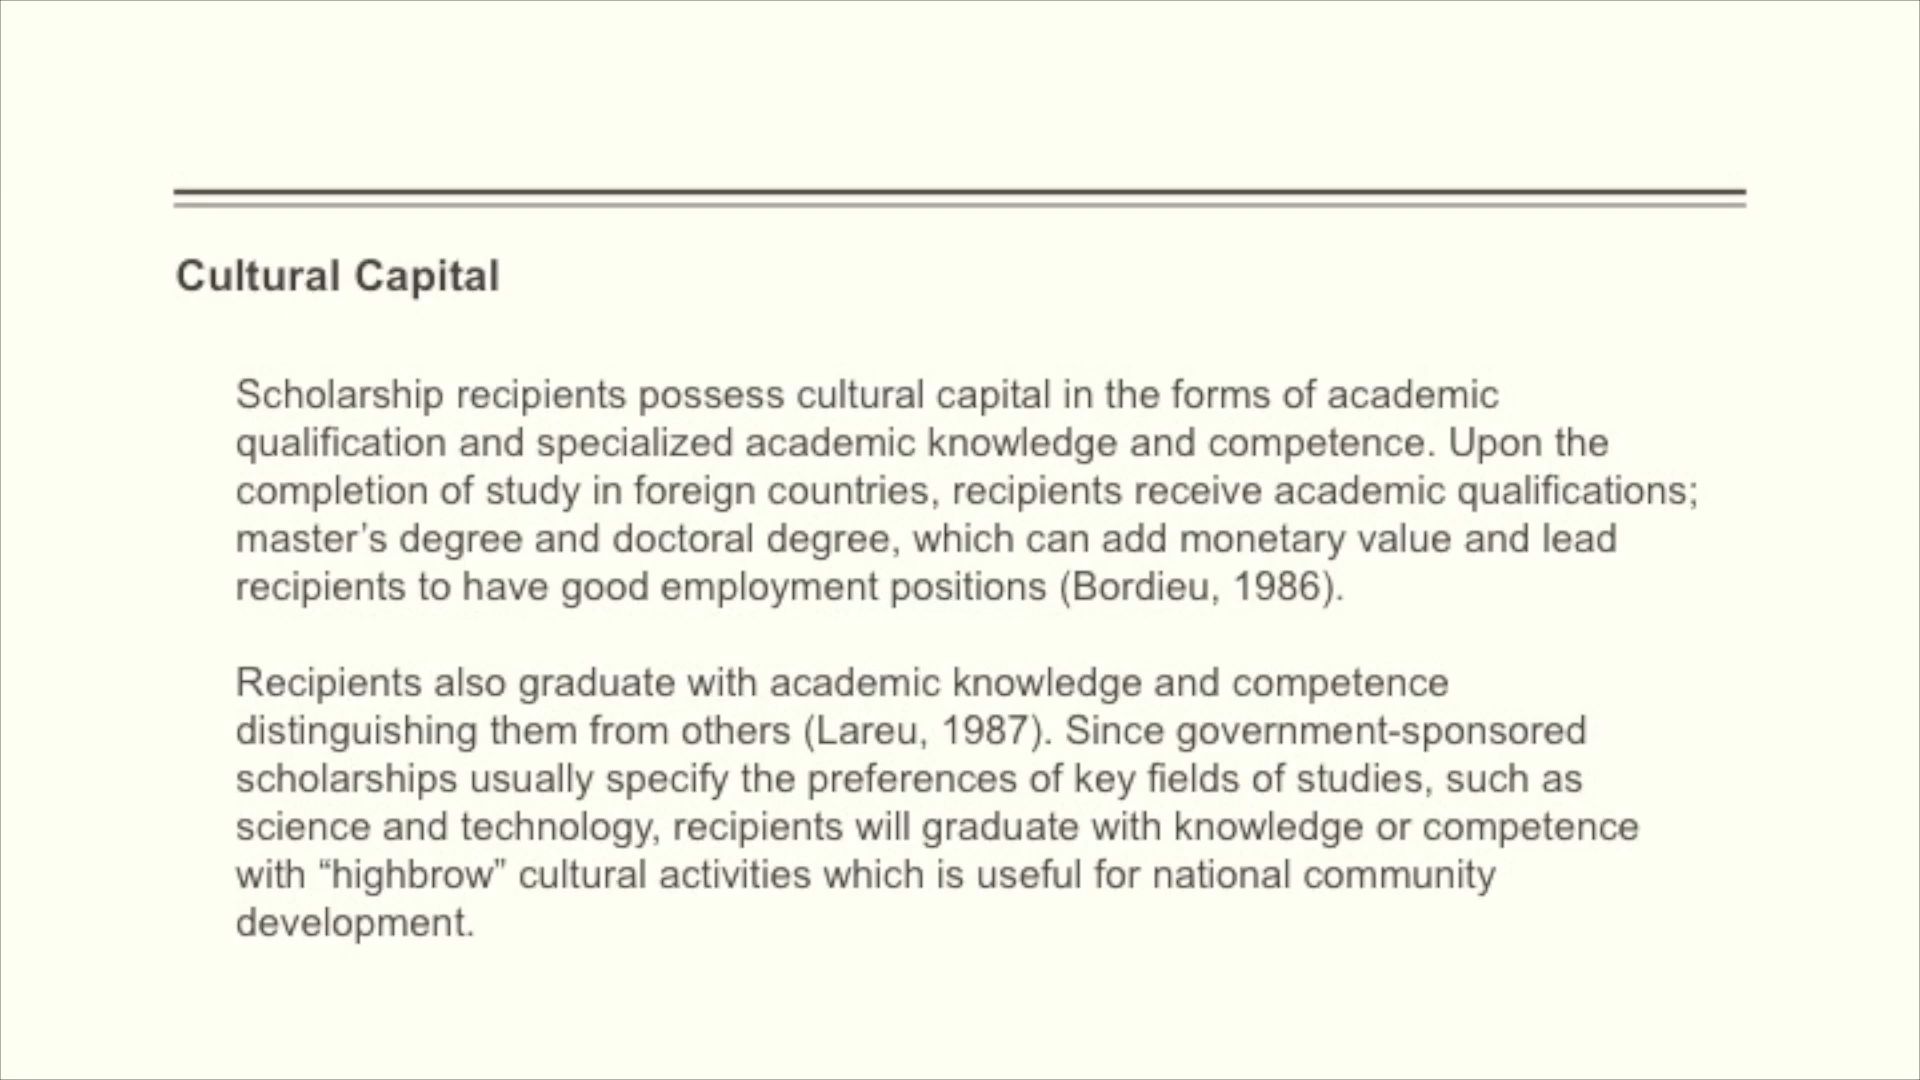 Cultural Capital
Scholarship recipients possess cultural capital in the forms of academic
qualification and specialized academic knowledge and competence. Upon the
completion of study in foreign countries, recipients receive academic qualifications;
master’s degree and doctoral degree, which can add monetary value and lead
recipients to have good employment positions (Bordieu, 1986).
Recipients also graduate with academic knowledge and competence
distinguishing them from others (Lareu, 1987). Since government-sponsored
scholarships usually specify the preferences of key fields of studies, such as
science and technology, recipients will graduate with knowledge or competence
with “highbrow” cultural activities which is useful for national community
development.